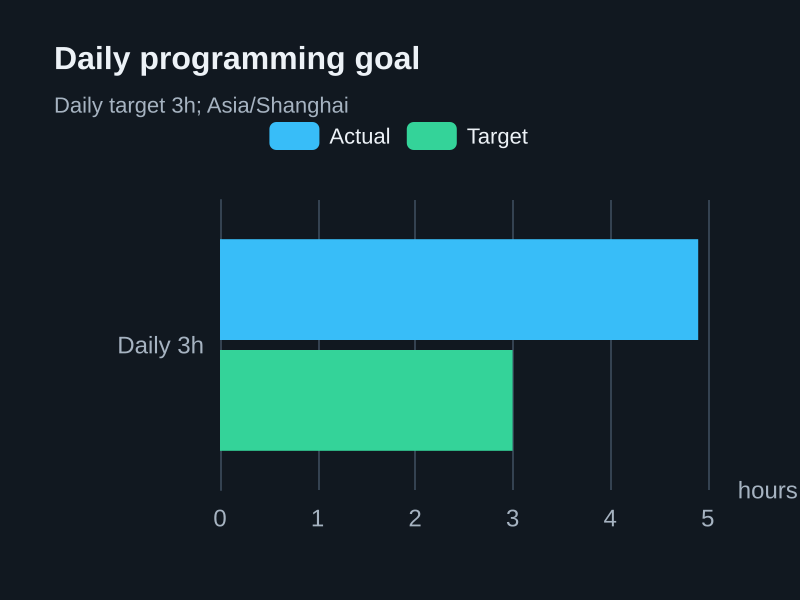 Daily programming goal
Daily target 3h; Asia/Shanghai
Actual Target
Daily 3h
hours
0 1 2 3 4 5